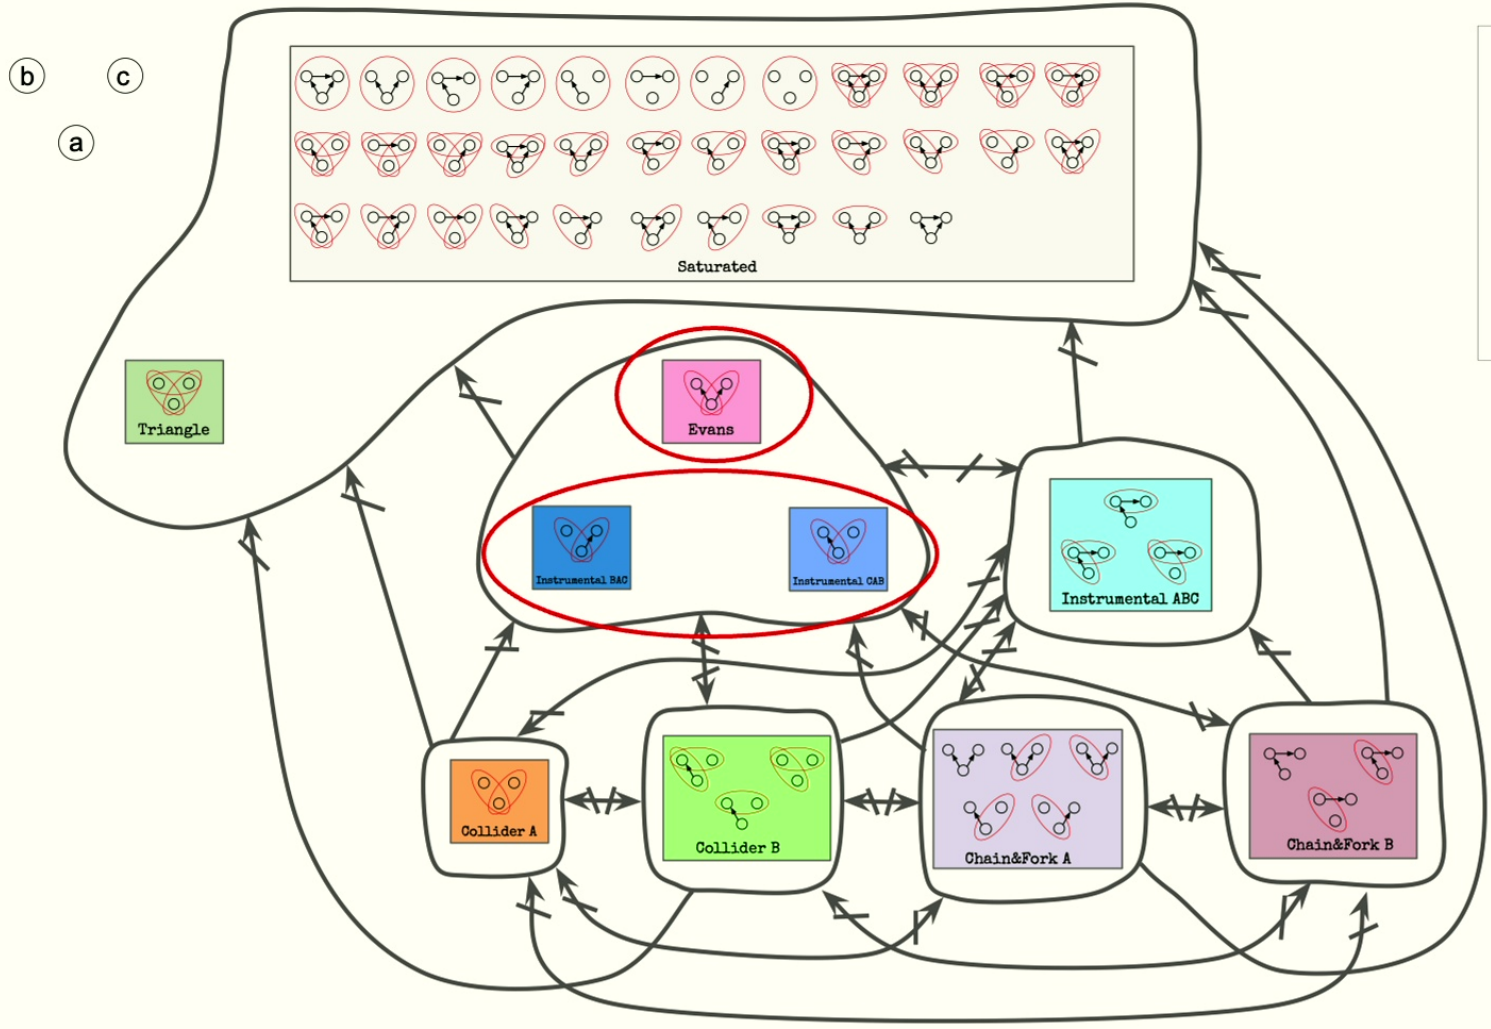 b
c
a
Saturated
Triangle
Evans
Instrumental BAC
Instrumental CAB
Instrumental ABC
Collider A
Collider B
Chain&Fork A
Chain&Fork B